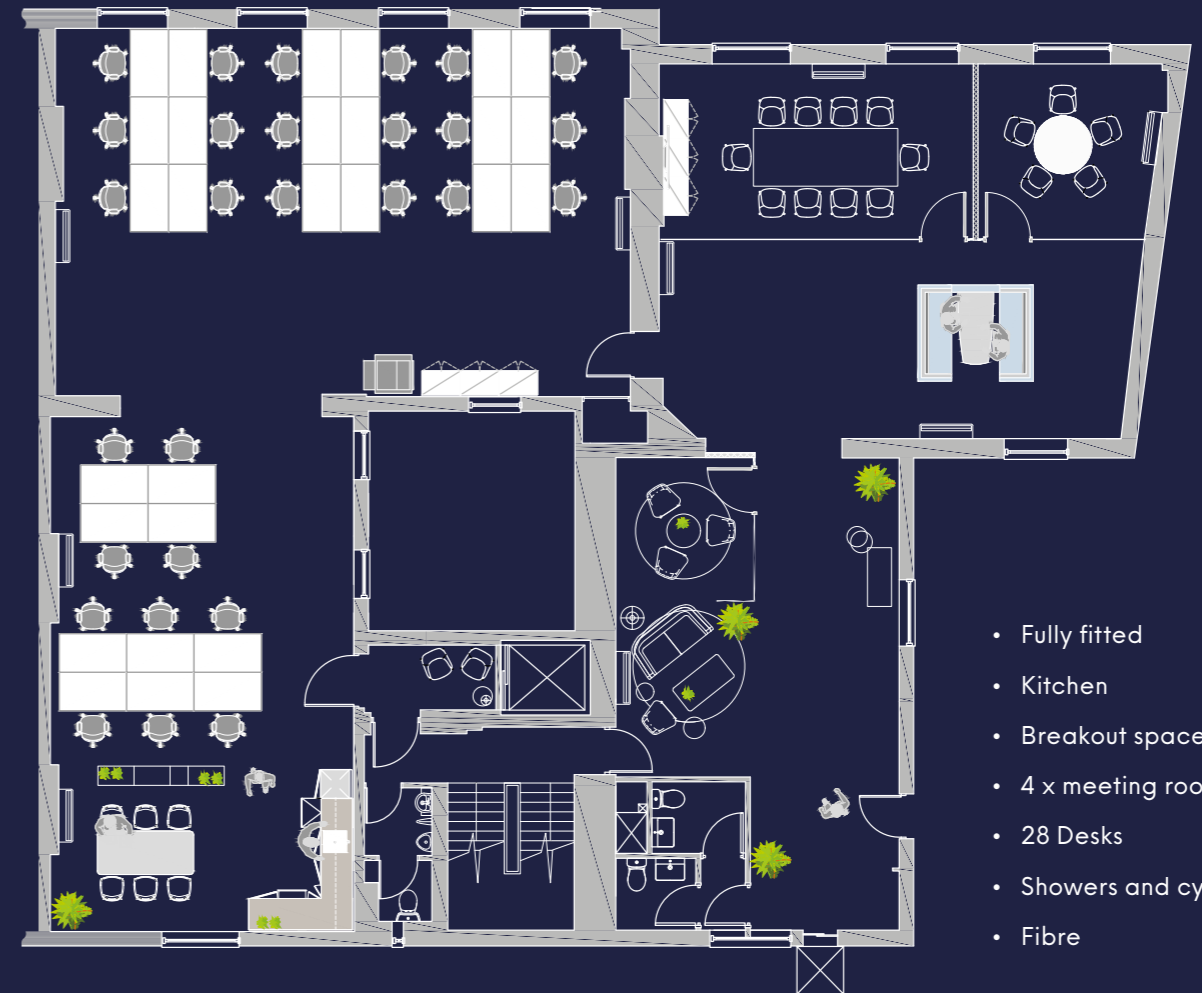 • Fully fitted
• Kitchen
• Breakout space
• 4 x meeting roo
• 28 Desks
• Showers and cy
• Fibre